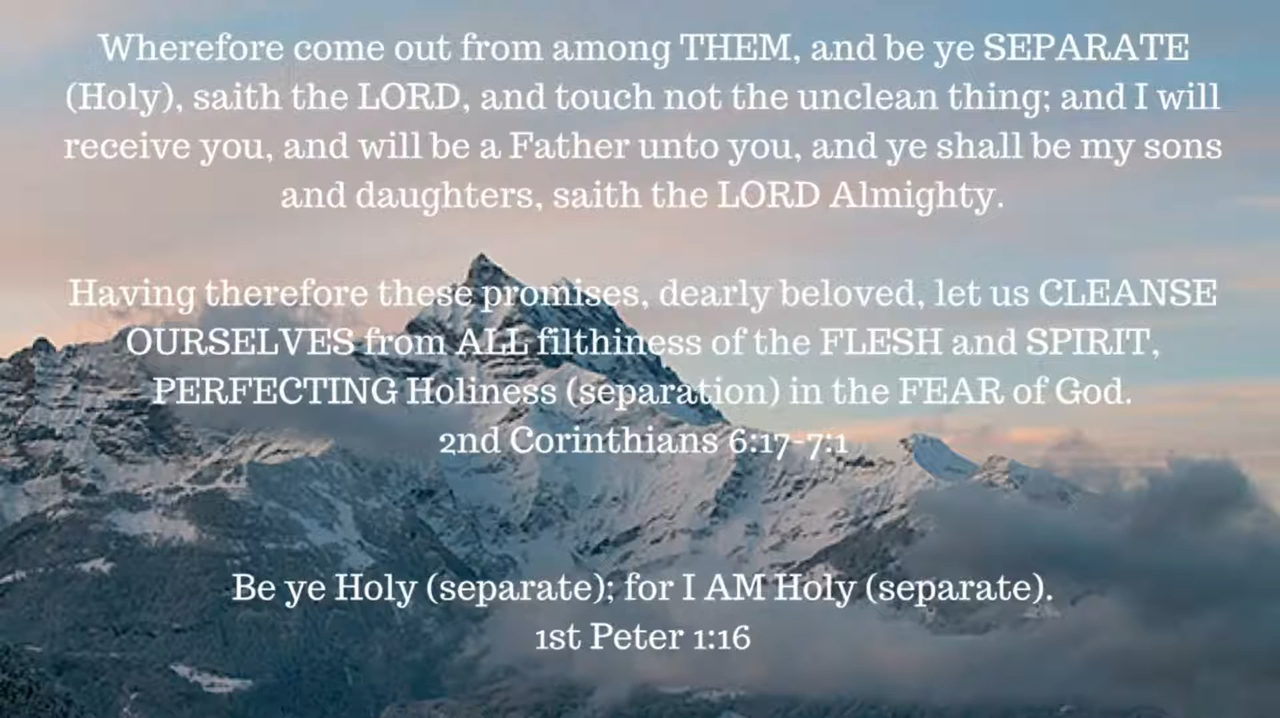 Wherefore come out from among THEM, and be ye SEPARATE
(Holy), saith the LORD, and touch not the unclean thing; and I will
receive you, and will be a Father unto you, and ye shall be my sons
and daughters, saith the LORD Almighty.
Having therefore these promises, dearly beloved, let us CLEANSE
OURSELVES from ALL filthiness of the FLESH and SPIRIT,
PERFECTING Holiness (separation) in the FEAR of God.
2nd Corinthians 6:17-7:1
Be ye Holy (separate); for I AM Holy (separate).
1st Peter 1:16